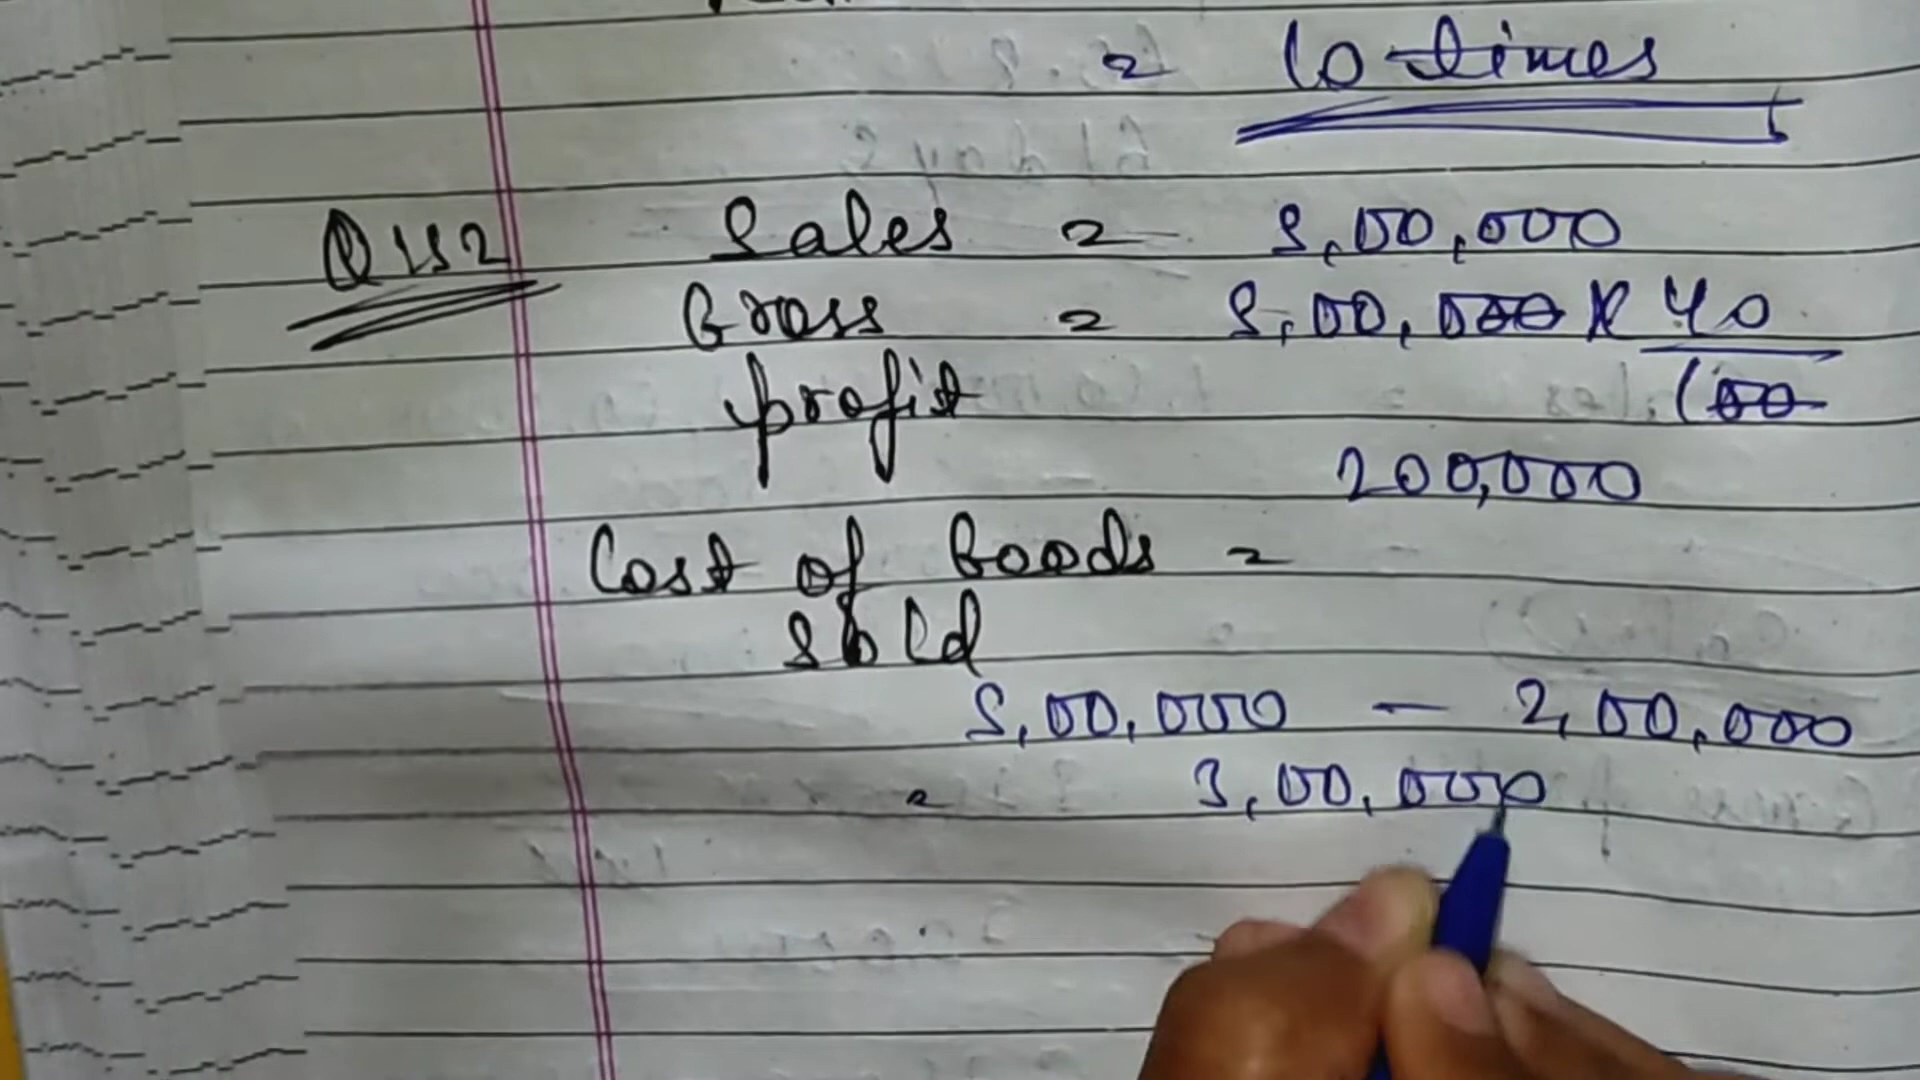 = 10 times
Q 152 Sales = 5,00,000
Gross = 5,00,000 X 40
profit 100
200,000
Cost of Goods =
Sold
5,00,000 - 2,00,000
= 3,00,000